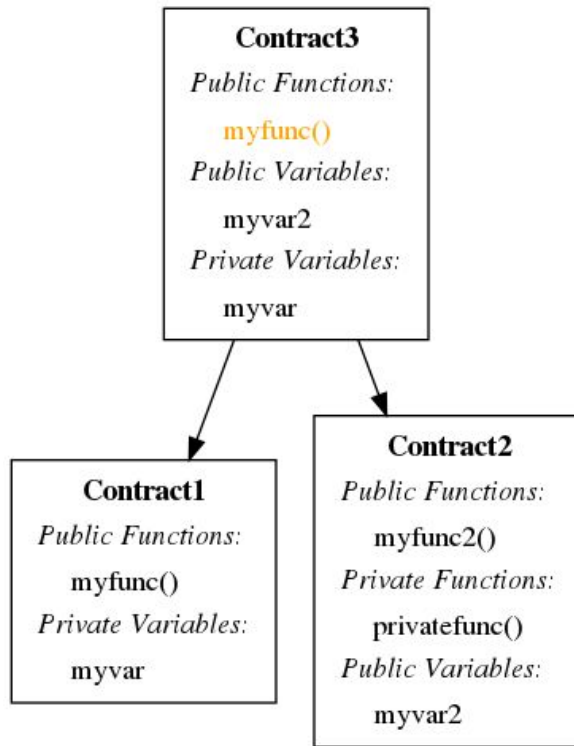 Contract3
Public Functions:
myfunc()
Public Variables:
myvar2
Private Variables:
myvar
Contract1
Public Functions:
myfunc()
Private Variables:
myvar
Contract2
Public Functions:
myfunc2()
Private Functions:
privatefunc()
Public Variables:
myvar2